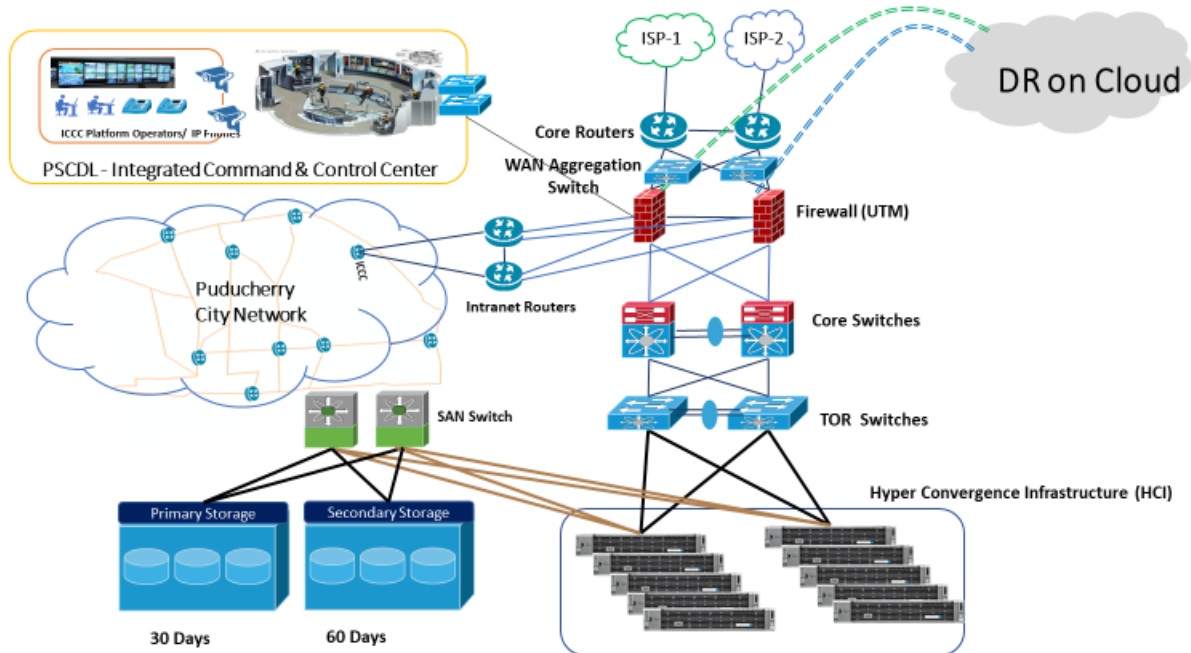 ISP-1
ISP-2
DR on Cloud
ICCC Platform Operators/ IP Phones
PSCDL - Integrated Command & Control Center
Core Routers
WAN Aggregation
Switch
Firewall (UTM)
ICCC
Puducherry
City Network
Intranet Routers
Core Switches
SAN Switch
TOR Switches
Hyper Convergence Infrastructure (HCI)
Primary Storage
Secondary Storage
30 Days
60 Days